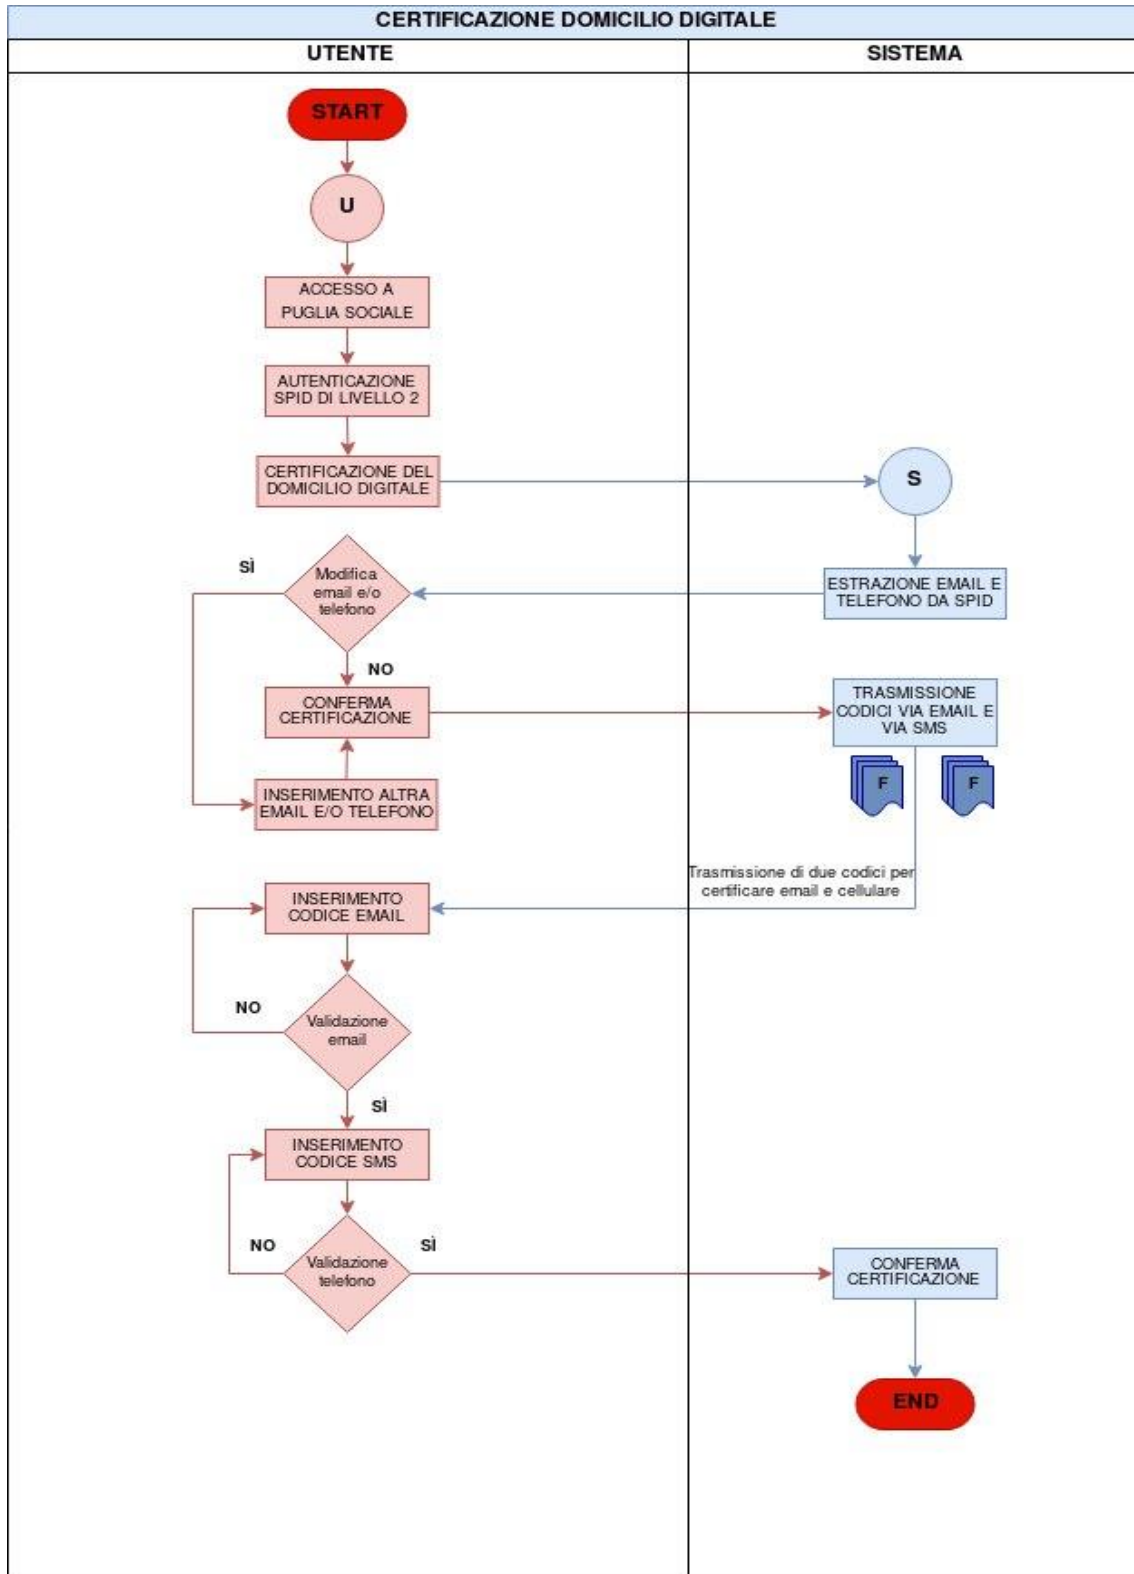 CERTIFICAZIONE DOMICILIO DIGITALE
UTENTE
SISTEMA
START
U
ACCESSO A
PUGLIA SOCIALE
AUTENTICAZIONE
SPID DI LIVELLO 2
CERTIFICAZIONE DEL
DOMICILIO DIGITALE
S
ESTRAZIONE EMAIL E
TELEFONO DA SPID
SÌ
Modifica
email e/o
telefono
NO
CONFERMA
CERTIFICAZIONE
TRASMISSIONE
CODICI VIA EMAIL E
VIA SMS
F
F
INSERIMENTO ALTRA
EMAIL E/O TELEFONO
Trasmissione di due codici per
certificare email e cellulare
INSERIMENTO
CODICE EMAIL
NO
Validazione
email
SÌ
INSERIMENTO
CODICE SMS
NO
Validazione
telefono
SÌ
CONFERMA
CERTIFICAZIONE
END